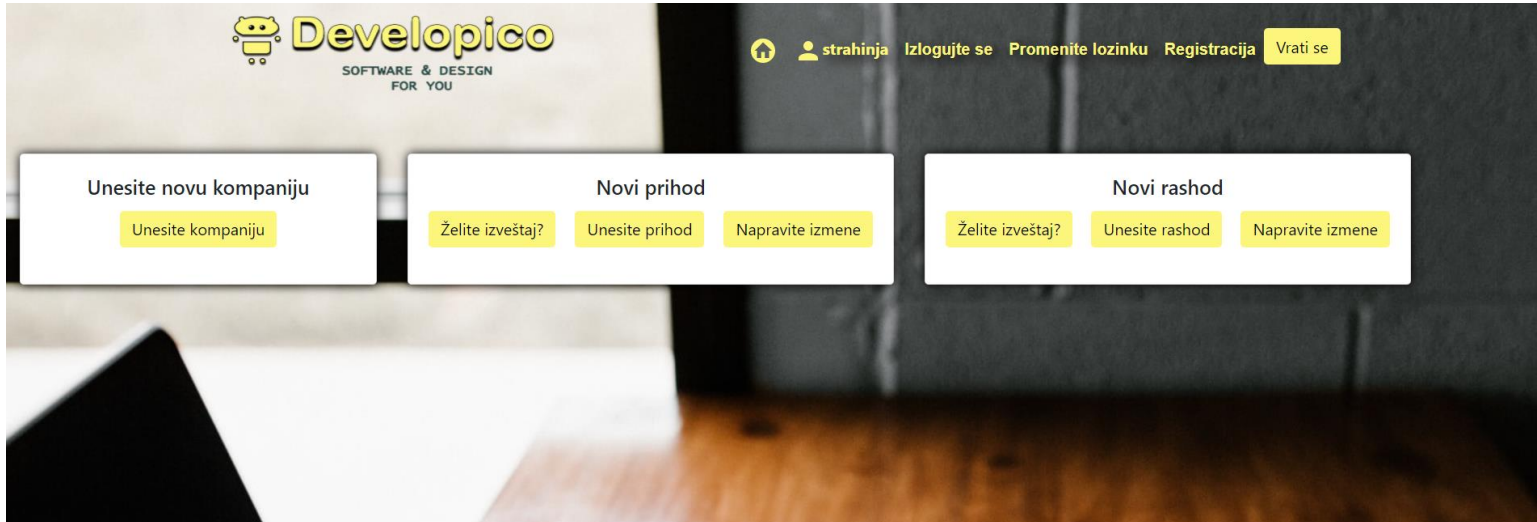 Developico
SOFTWARE & DESIGN
FOR YOU
strahinja Izlogujte se Promenite lozinku Registracija Vrati se
Unesite novu kompaniju
Unesite kompaniju
Novi prihod
Želite izveštaj? Unesite prihod Napravite izmene
Novi rashod
Želite izveštaj? Unesite rashod Napravite izmene